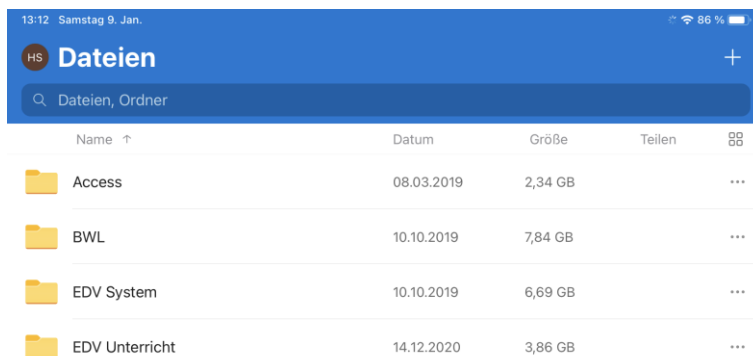 13:12 Samstag 9. Jan. 86 %
HS Dateien
Dateien, Ordner
Name ↑ Datum Größe Teilen
Access 08.03.2019 2,34 GB
BWL 10.10.2019 7,84 GB
EDV System 10.10.2019 6,69 GB
EDV Unterricht 14.12.2020 3,86 GB